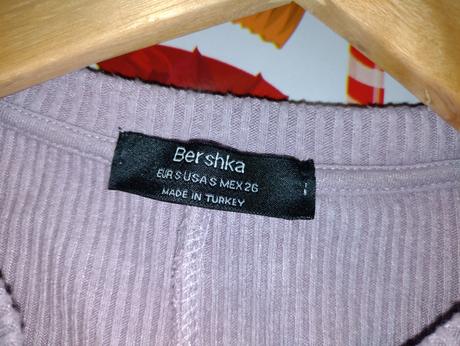 Bershka
EUR S USA S MEX 26
MADE IN TURKEY